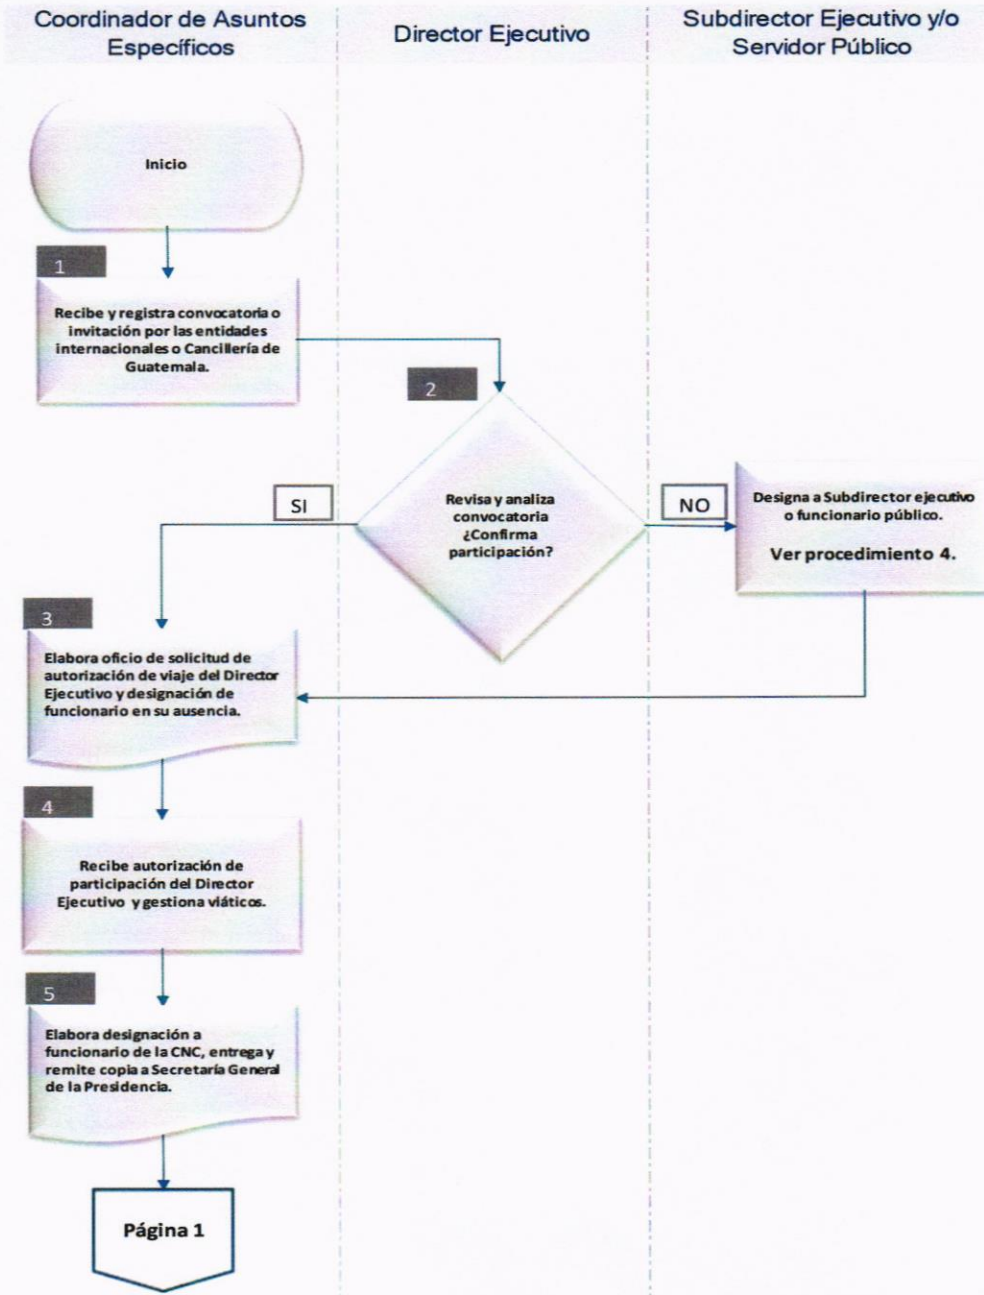 Coordinador de Asuntos
Específicos
Director Ejecutivo
Subdirector Ejecutivo y/o
Servidor Público
Inicio
1
Recibe y registra convocatoria o
invitación por las entidades
internacionales o Cancillería de
Guatemala.
2
Revisa y analiza
convocatoria
¿Confirma
participación?
SI
NO
Designa a Subdirector ejecutivo
o funcionario público.
Ver procedimiento 4.
3
Elabora oficio de solicitud de
autorización de viaje del Director
Ejecutivo y designación de
funcionario en su ausencia.
4
Recibe autorización de
participación del Director
Ejecutivo y gestiona viáticos.
5
Elabora designación a
funcionario de la CNC, entrega y
remite copia a Secretaría General
de la Presidencia.
Página 1